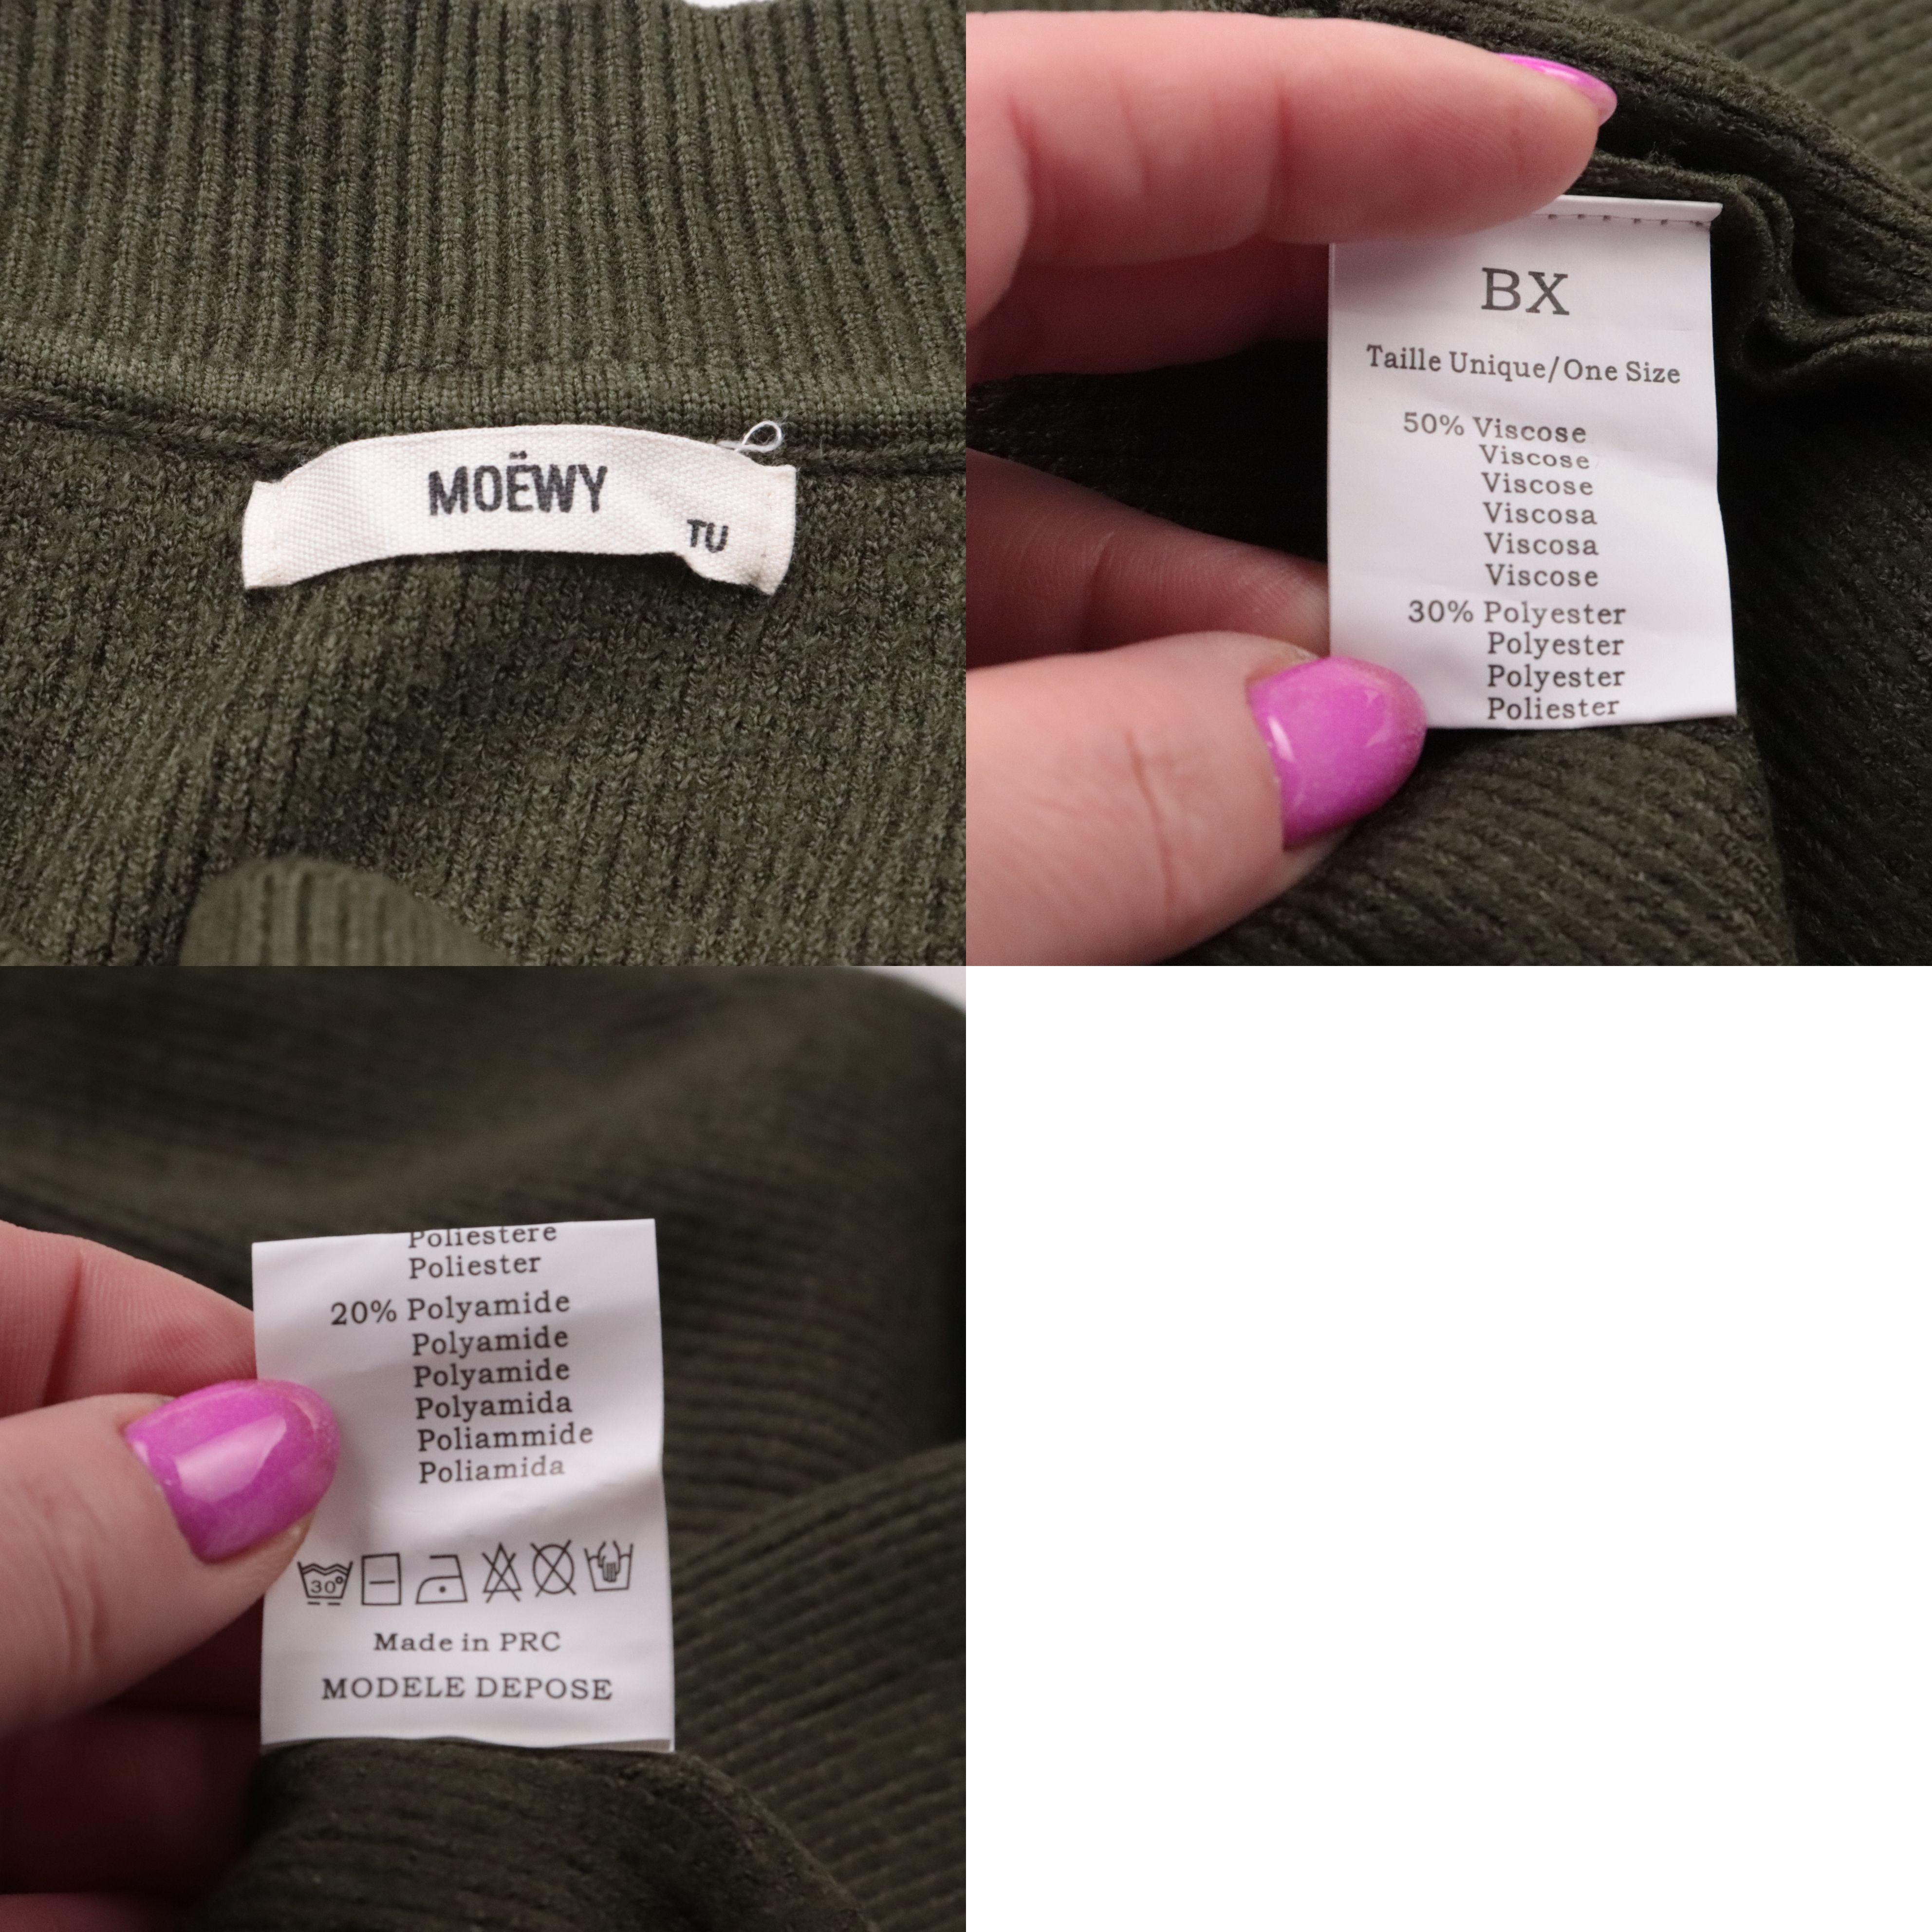 MOËWY
TU
BX
Taille Unique/One Size
50% Viscose
Viscose
Viscose
Viscosa
Viscosa
Viscose
30% Polyester
Polyester
Polyester
Poliester
Poliestere
Poliester
20% Polyamide
Polyamide
Polyamide
Polyamida
Poliammide
Poliamida
30°
Made in PRC
MODELE DEPOSE